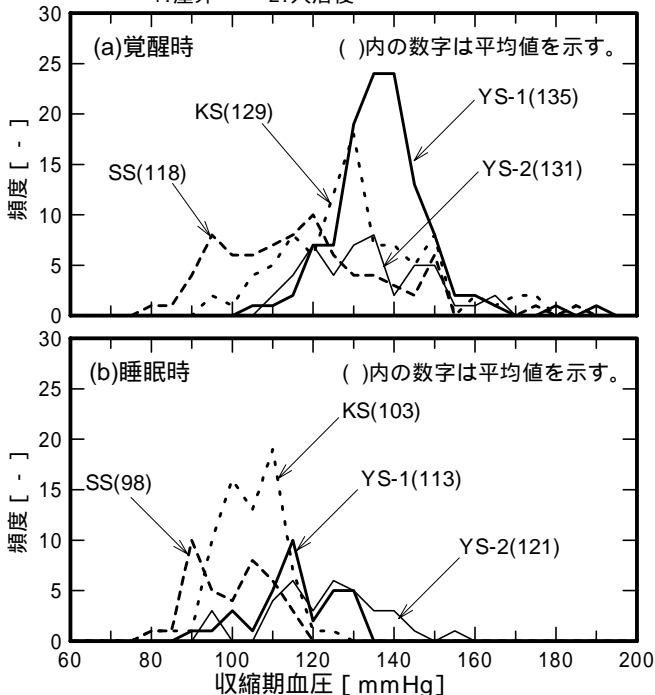 (a)覚醒時 ( )内の数字は平均値を示す。
KS(129)
YS-1(135)
SS(118)
YS-2(131)
頻度 [ - ]
30
25
20
15
10
5
0
(b)睡眠時 ( )内の数字は平均値を示す。
KS(103)
SS(98)
YS-1(113)
YS-2(121)
頻度 [ - ]
30
25
20
15
10
5
0
60 80 100 120 140 160 180 200
収縮期血圧 [ mmHg]